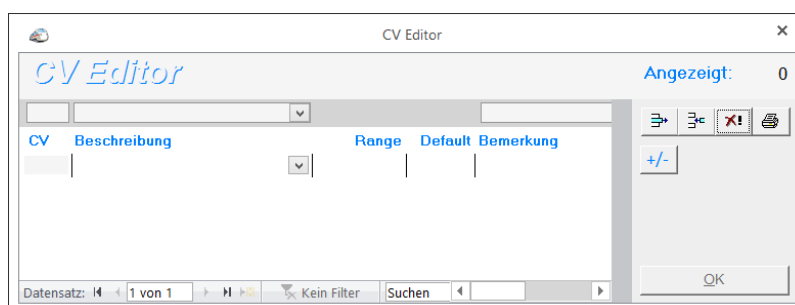 CV Editor
CV Editor
Angezeigt: 0
CV Beschreibung Range Default Bemerkung
+/-
OK
Datensatz: 1 von 1 Kein Filter Suchen